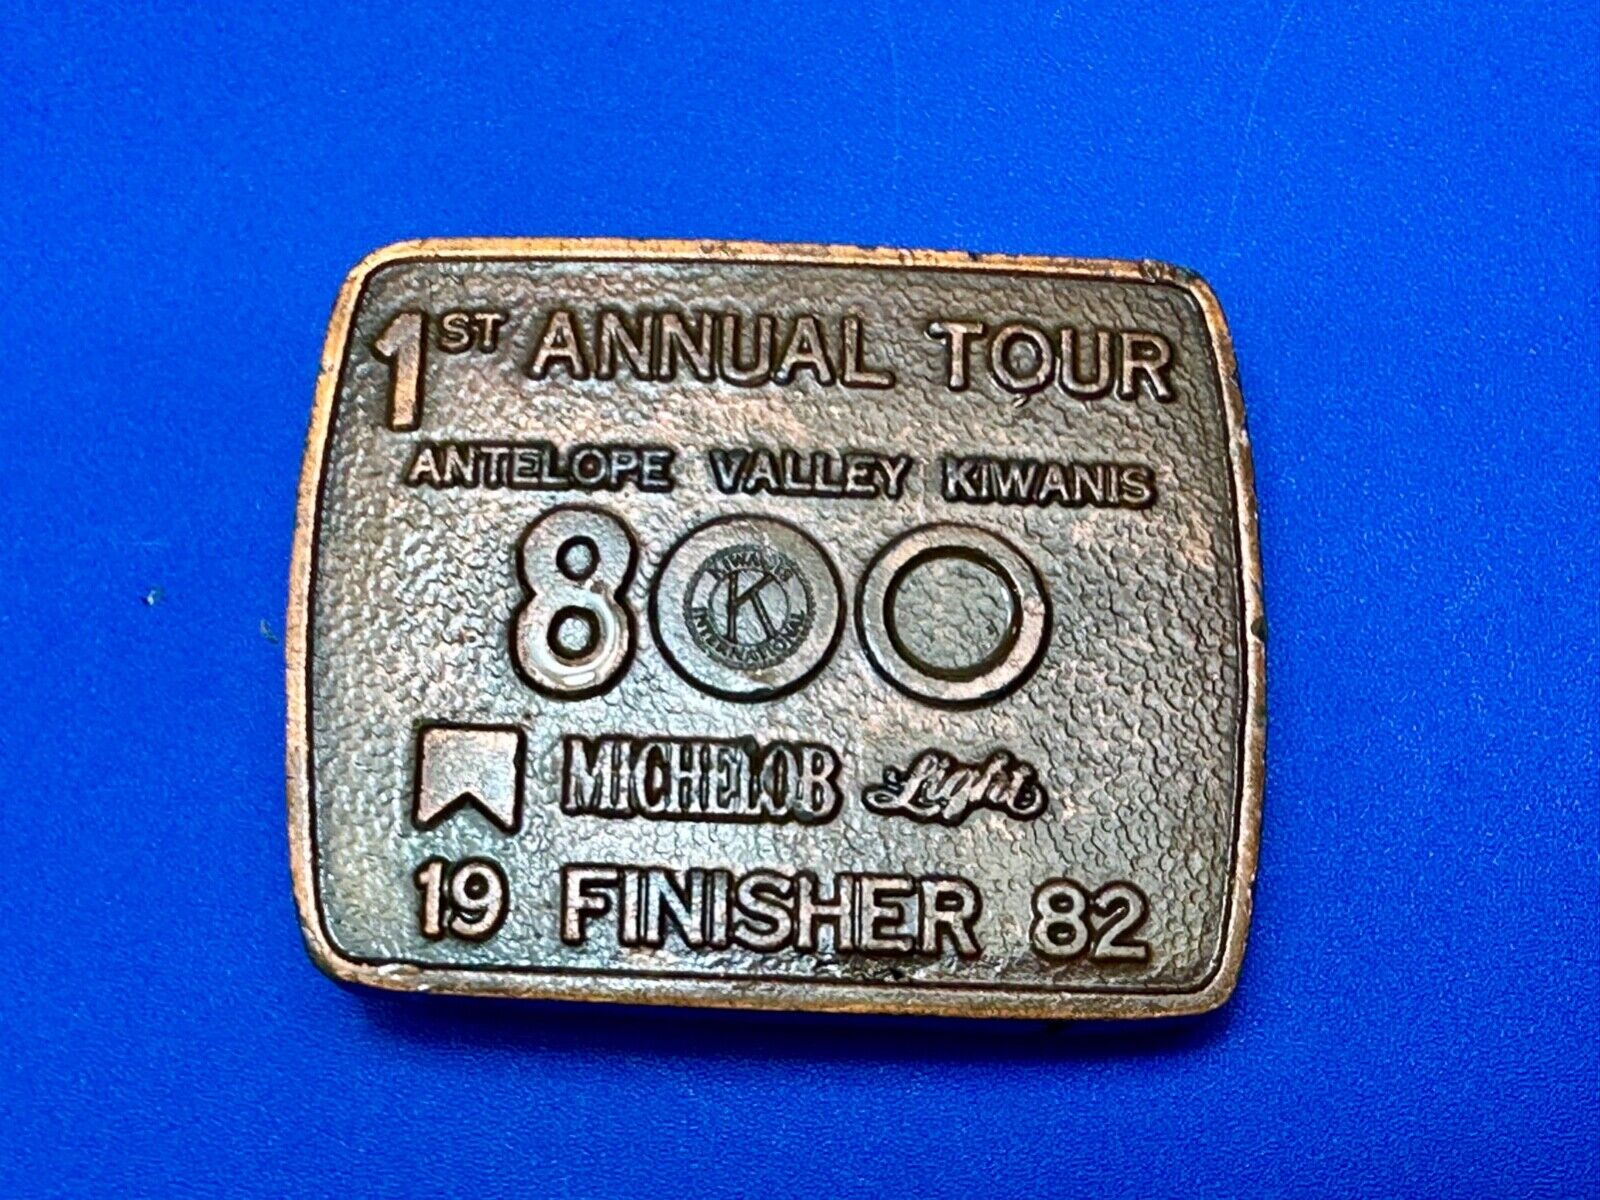 1ST ANNUAL TOUR
ANTELOPE VALLEY KIWANIS
800
KIWANIS
K
INTERNATIONAL
MICHELOB Light
19 FINISHER 82